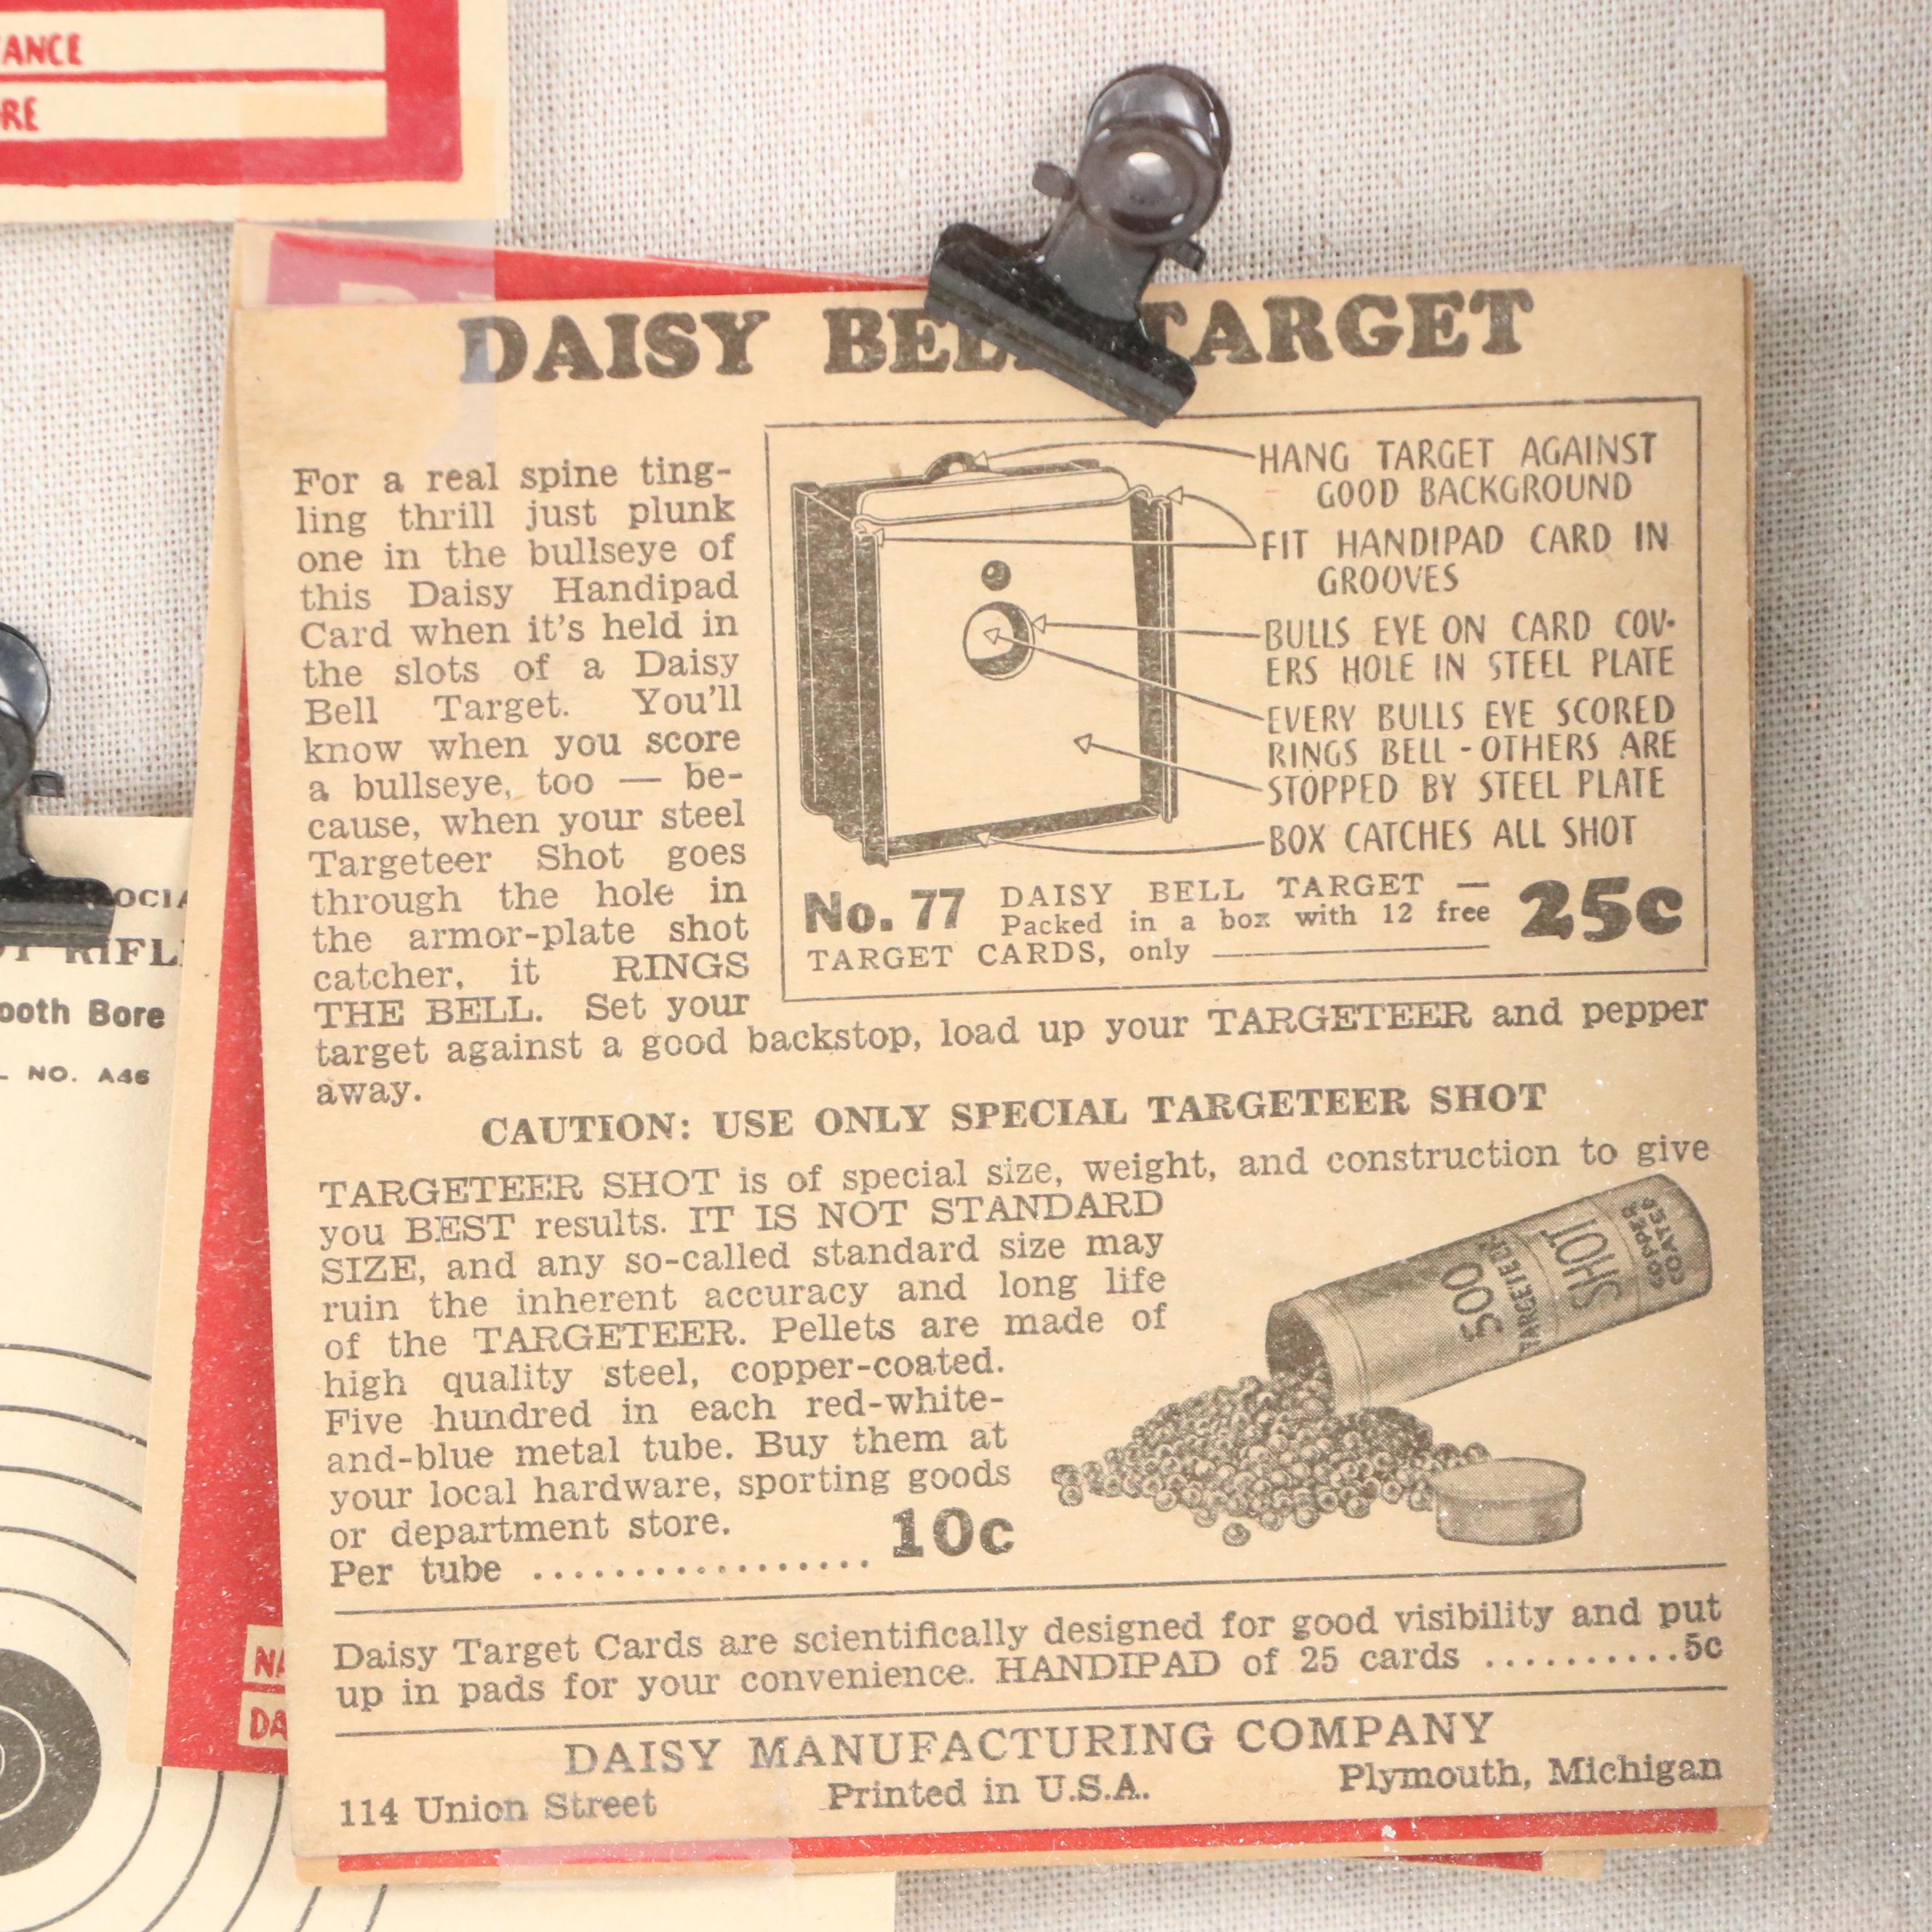 DAISY BELL TARGET
For a real spine ting-
ling thrill just plunk
one in the bullseye of
this Daisy Handipad
Card when it's held in
the slots of a Daisy
Bell Target. You'll
know when you score
a bullseye, too — be-
cause, when your steel
Targeteer Shot goes
through the hole in
the armor-plate shot
catcher, it RINGS
THE BELL. Set your
target against a good backstop, load up your TARGETEER and pepper
away.
HANG TARGET AGAINST
GOOD BACKGROUND
FIT HANDIPAD CARD IN
GROOVES
BULLS EYE ON CARD COV-
ERS HOLE IN STEEL PLATE
EVERY BULLS EYE SCORED
RINGS BELL - OTHERS ARE
STOPPED BY STEEL PLATE
BOX CATCHES ALL SHOT
No. 77 DAISY BELL TARGET — 25c
Packed in a box with 12 free
TARGET CARDS, only
CAUTION: USE ONLY SPECIAL TARGETEER SHOT
TARGETEER SHOT is of special size, weight, and construction to give
you BEST results. IT IS NOT STANDARD
SIZE, and any so-called standard size may
ruin the inherent accuracy and long life
of the TARGETEER. Pellets are made of
high quality steel, copper-coated.
Five hundred in each red-white-
and-blue metal tube. Buy them at
your local hardware, sporting goods
or department store.
Per tube .................. 10c
500
TARGETEER
SHOT
COPPER
COATED
Daisy Target Cards are scientifically designed for good visibility and put
up in pads for your convenience. HANDIPAD of 25 cards ..........5c
DAISY MANUFACTURING COMPANY
114 Union Street Printed in U.S.A. Plymouth, Michigan
ANCE
RE
OCIA
RIFL
ooth Bore
NO. A46
NA
DA